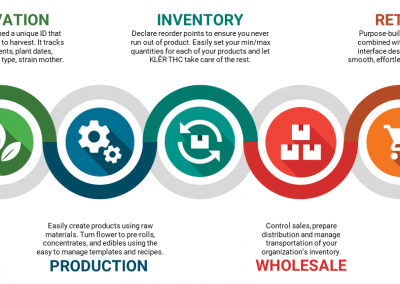 VATION
ned a unique ID that
to harvest. It tracks
ents, plant dates,
type, strain mother.
INVENTORY
Declare reorder points to ensure you never
run out of product. Easily set your min/max
quantities for each of your products and let
KLĒR THC take care of the rest.
RET
Purpose-buil
combined with
interface des
smooth, effortle
Easily create products using raw
materials. Turn flower to pre-rolls,
concentrates, and edibles using the
easy to manage templates and recipes.
PRODUCTION
Control sales, prepare
distribution and manage
transportation of your
organization's inventory.
WHOLESALE